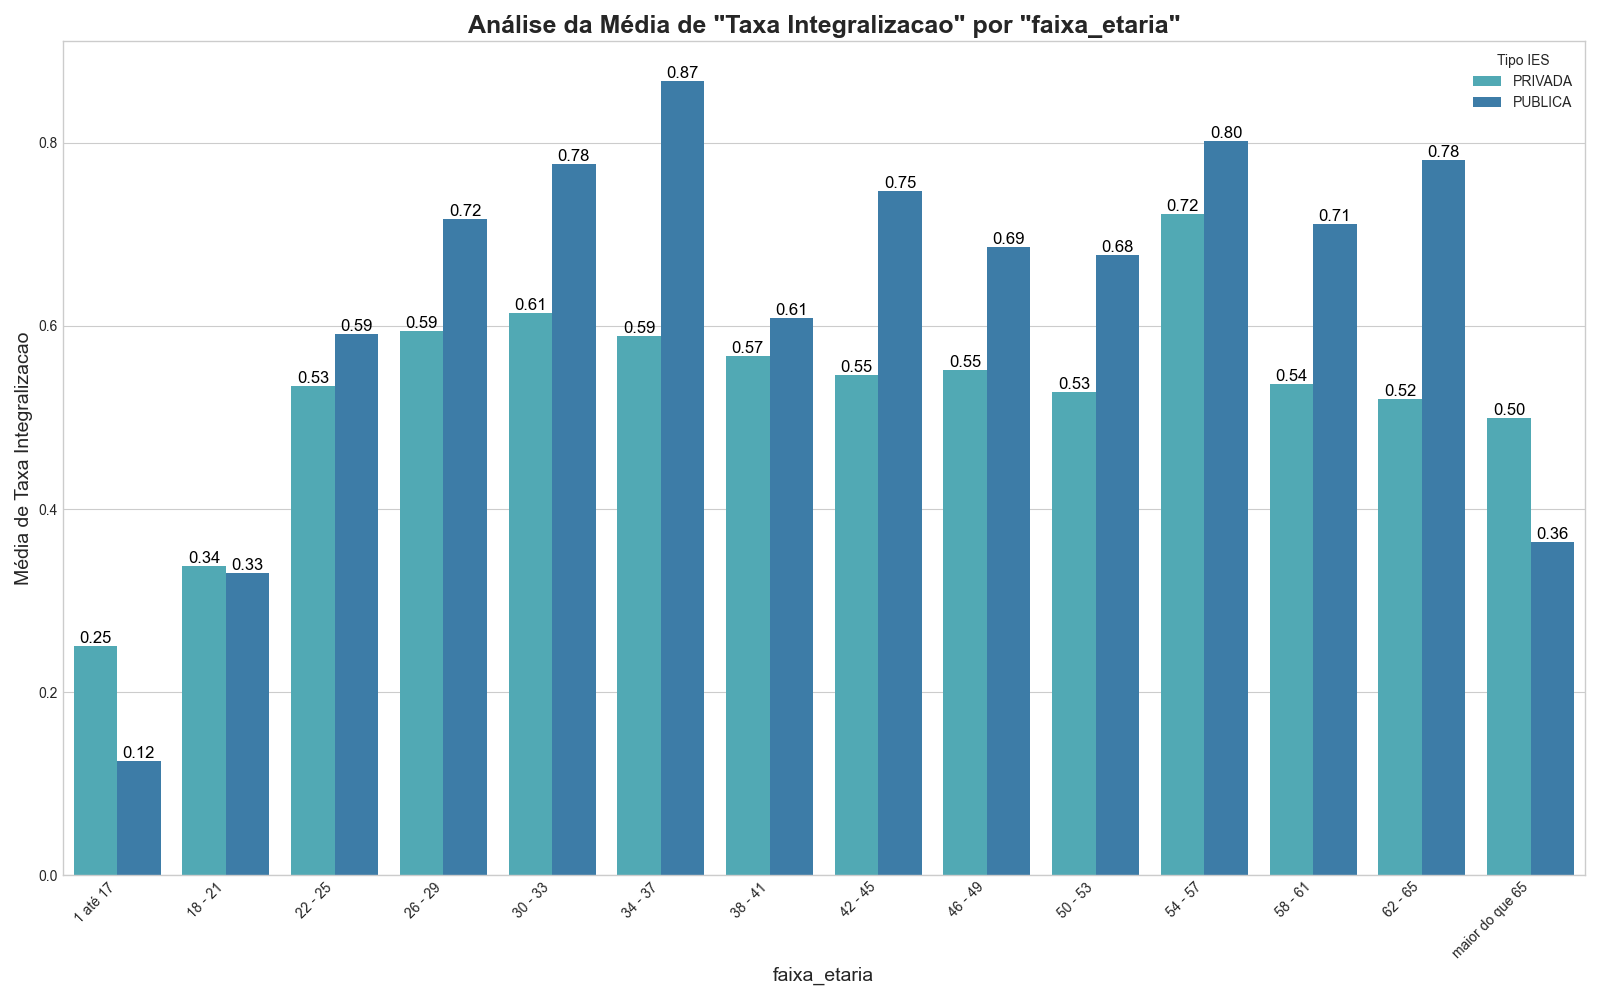 Análise da Média de "Taxa Integralizacao" por "faixa_etaria"
Tipo IES
PRIVADA
PUBLICA
Média de Taxa Integralizacao
0.8
0.6
0.4
0.2
0.0
0.25
0.12
0.34
0.33
0.53
0.59
0.59
0.72
0.61
0.78
0.59
0.87
0.57
0.61
0.55
0.75
0.55
0.69
0.53
0.68
0.72
0.80
0.54
0.71
0.52
0.78
0.50
0.36
1 até 17
18 - 21
22 - 25
26 - 29
30 - 33
34 - 37
38 - 41
42 - 45
46 - 49
50 - 53
54 - 57
58 - 61
62 - 65
maior do que 65
faixa_etaria